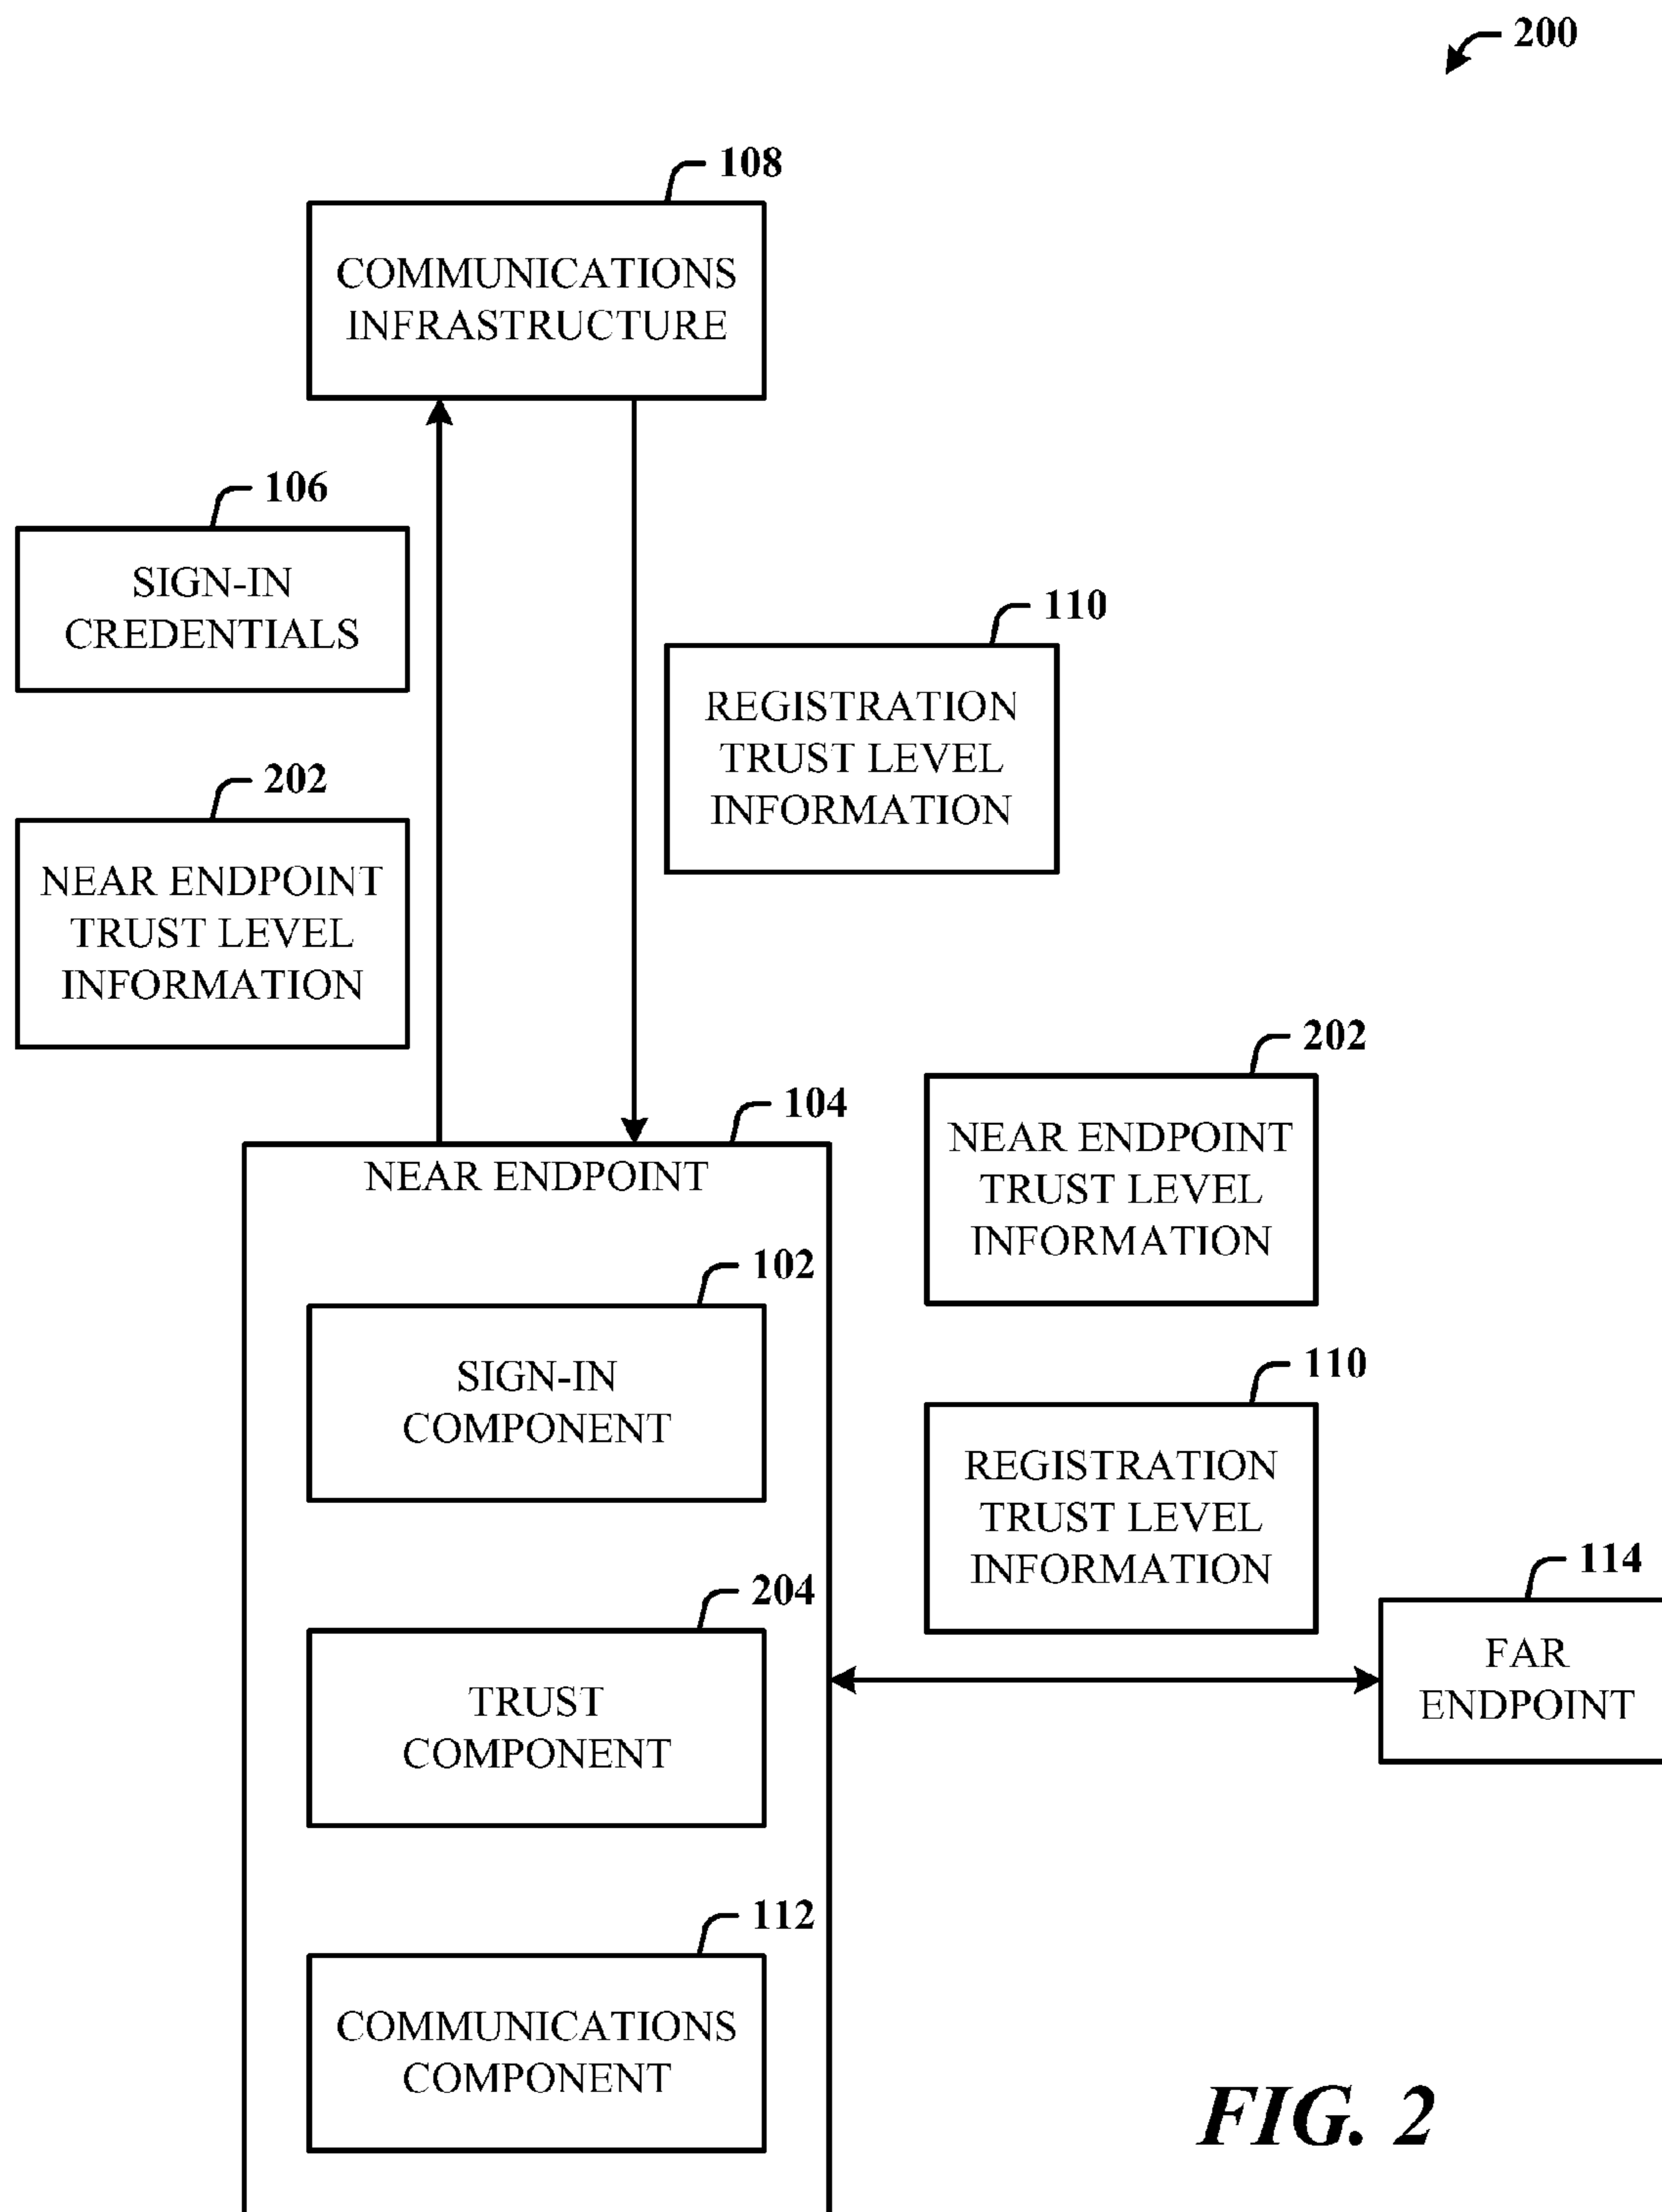 200
108
COMMUNICATIONS
INFRASTRUCTURE
106
SIGN-IN
CREDENTIALS
110
REGISTRATION
TRUST LEVEL
INFORMATION
202
NEAR ENDPOINT
TRUST LEVEL
INFORMATION
104
NEAR ENDPOINT
202
NEAR ENDPOINT
TRUST LEVEL
INFORMATION
102
SIGN-IN
COMPONENT
110
REGISTRATION
TRUST LEVEL
INFORMATION
114
FAR
ENDPOINT
204
TRUST
COMPONENT
112
COMMUNICATIONS
COMPONENT
FIG. 2